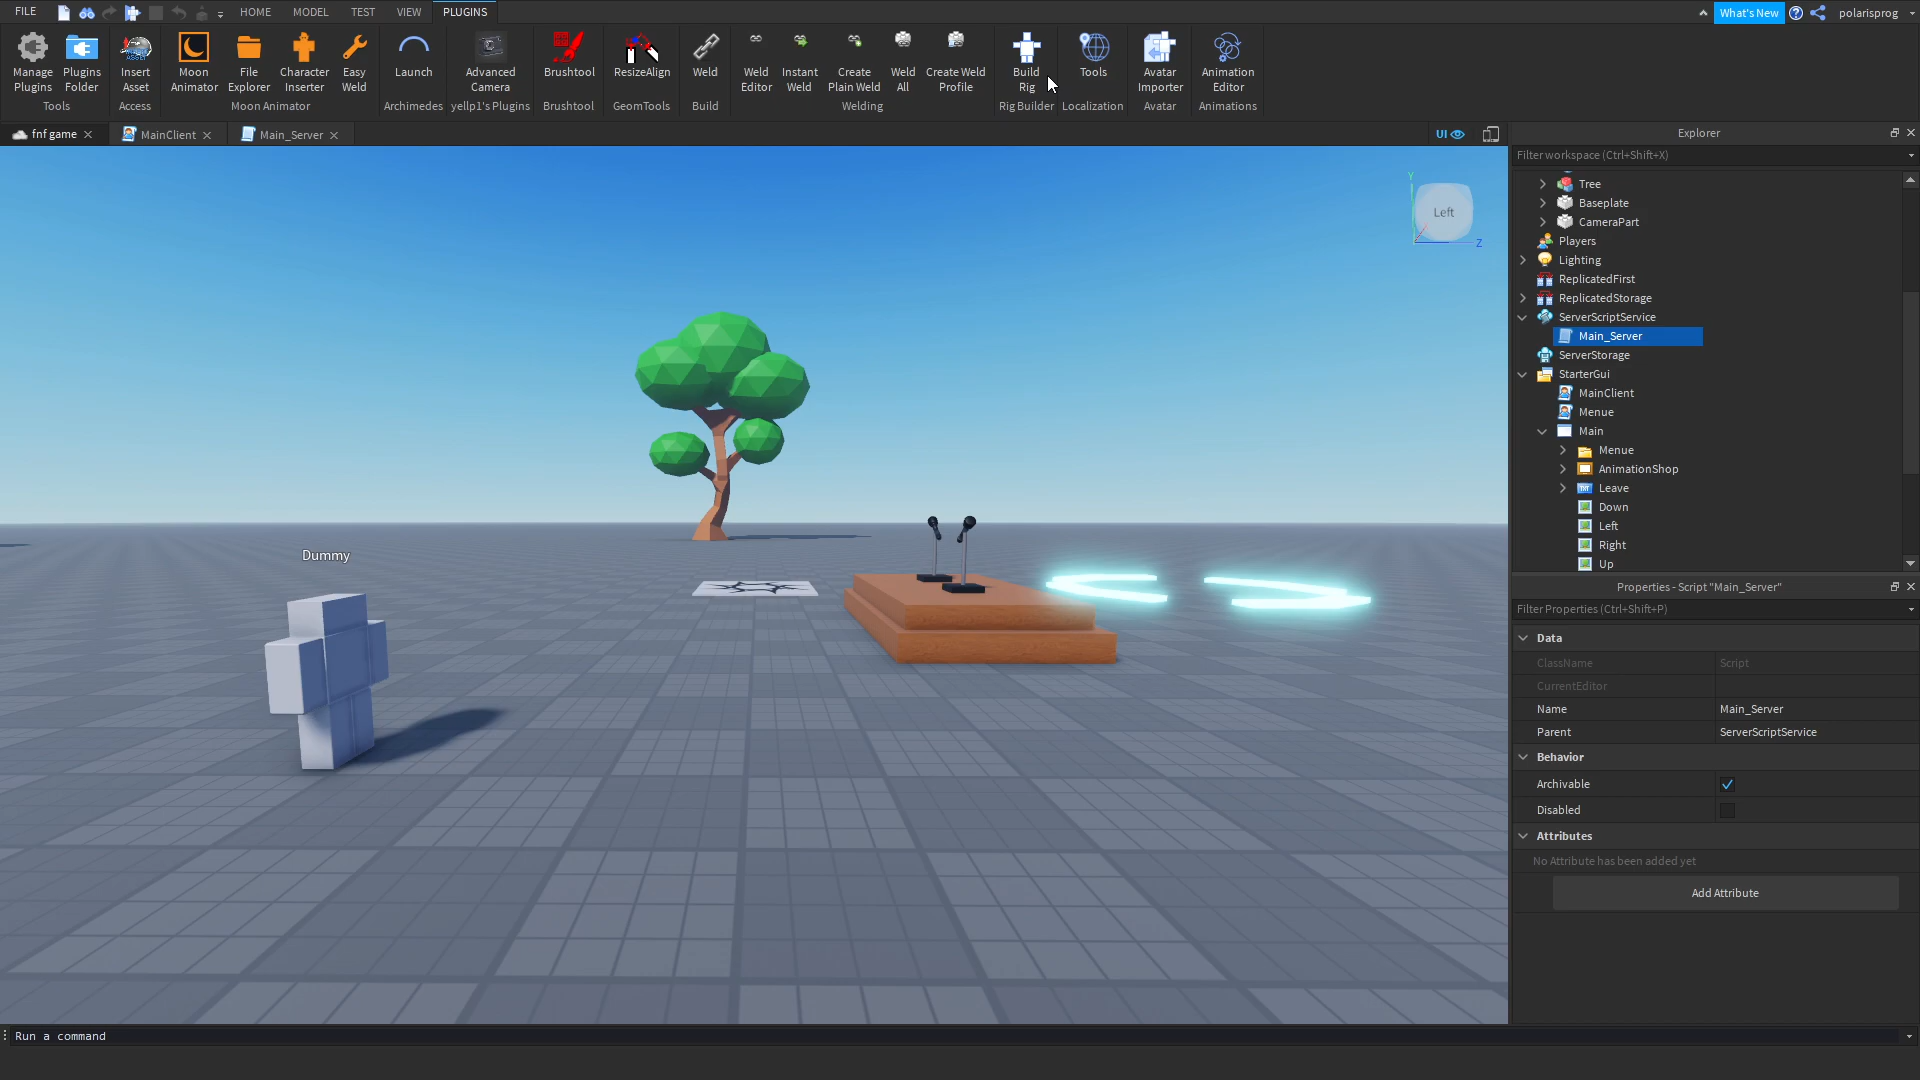 FILE
HOME
MODEL
TEST
VIEW
PLUGINS
What's New
polarisprog
Manage Plugins
Plugins Folder
Tools
Insert Asset
Access
Moon Animator
File Explorer
Character Inserter
Easy Weld
Moon Animator
Launch
Archimedes
Advanced Camera
yellp1's Plugins
Brushtool
Brushtool
ResizeAlign
GeomTools
Weld
Build
Weld Editor
Instant Weld
Create Plain Weld
Weld All
Create Weld Profile
Welding
Build Rig
Rig Builder
Tools
Localization
Avatar Importer
Avatar
Animation Editor
Animations
fnf game
MainClient
Main_Server
UI
Y
Left
Z
Dummy
Explorer
Filter workspace (Ctrl+Shift+X)
Tree
Baseplate
CameraPart
Players
Lighting
ReplicatedFirst
ReplicatedStorage
ServerScriptService
Main_Server
ServerStorage
StarterGui
MainClient
Menue
Main
Menue
AnimationShop
Leave
Down
Left
Right
Up
Properties - Script "Main_Server"
Filter Properties (Ctrl+Shift+P)
Data
ClassName Script
CurrentEditor
Name Main_Server
Parent ServerScriptService
Behavior
Archivable
Disabled
Attributes
No Attribute has been added yet
Add Attribute
Run a command